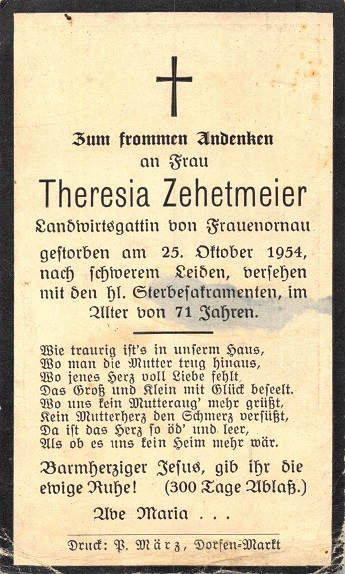 Zum frommen Andenken
an Frau
Theresia Zehetmeier
Landwirtsgattin von Frauenornau
gestorben am 25. Oktober 1954,
nach schwerem Leiden, versehen
mit den hl. Sterbesakramenten, im
Alter von 71 Jahren.
Wie traurig ist's in unserm Haus,
Wo man die Mutter trug hinaus,
Wo jenes Herz voll Liebe fehlt,
Das Groß und Klein mit Glück beseelt.
Wo uns kein Mutteraug' mehr grüßt,
Kein Mutterherz den Schmerz versüßt,
Da ist das Herz so öd' und leer,
Als ob es uns kein Heim mehr wär.
Barmherziger Jesus, gib ihr die
ewige Ruhe! (300 Tage Ablaß.)
Ave Maria . . .
Druck: P. März, Dorfen-Markt